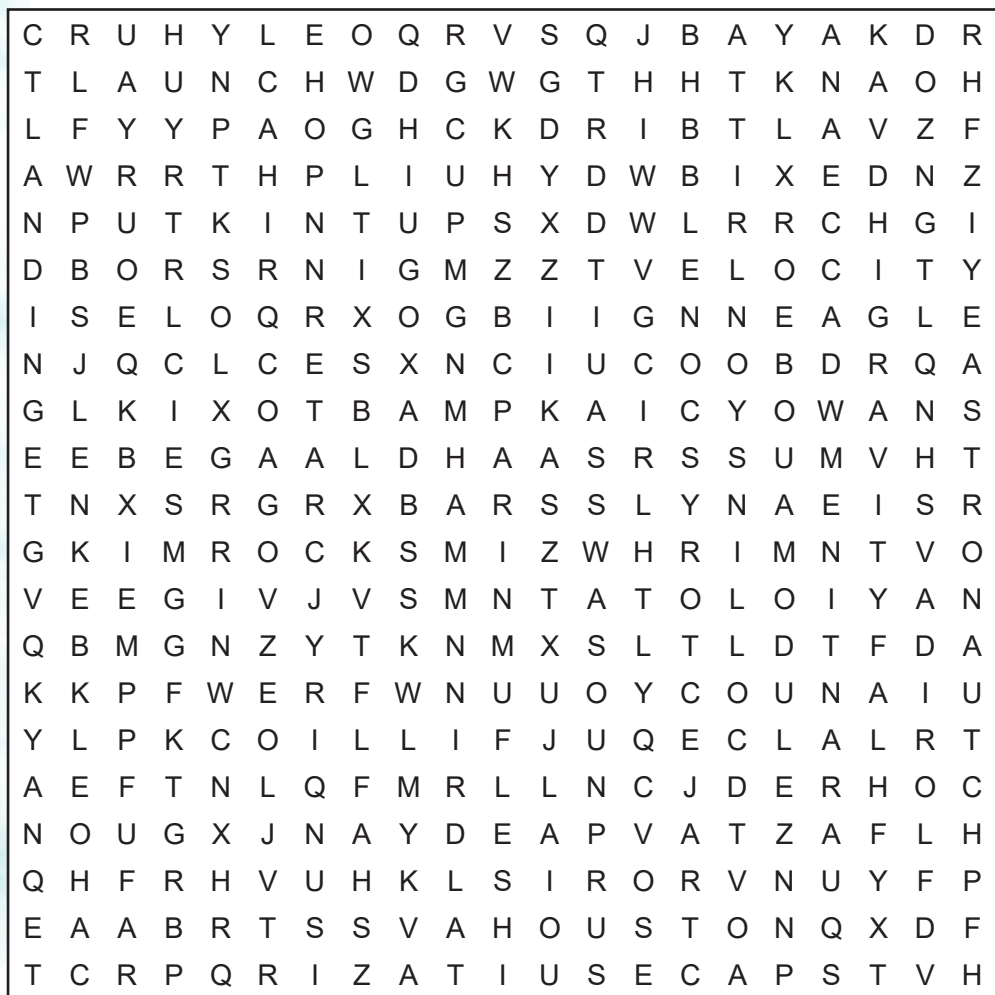 C R U H Y L E O Q R V S Q J B A Y A K D R
T L A U N C H W D G W G T H H T K N A O H
L F Y Y P A O G H C K D R I B T L A V Z F
A W R R T H P L I U H Y D W B I X E D N Z
N P U T K I N T U P S X D W L R R C H G I
D B O R S R N I G M Z Z T V E L O C I T Y
I S E L O Q R X O G B I I G N N E A G L E
N J Q C L C E S X N C I U C O O B D R Q A
G L K I X O T B A M P K A I C Y O W A N S
E E B E G A A L D H A A S R S S U M V H T
T N X S R G R X B A R S S L Y N A E I S R
G K I M R O C K S M I Z W H R I M N T V O
V E E G I V J V S M N T A T O L O I Y A N
Q B M G N Z Y T K N M X S L T L D T F D A
K K P F W E R F W N U U O Y C O U N A I U
Y L P K C O I L L I F J U Q E C L A L R T
A E F T N L Q F M R L L N C J D E R H O C
N O U G X J N A Y D E A P V A T Z A F L H
Q H F R H V U H K L S I R O R V N U Y F P
E A A B R T S S V A H O U S T O N Q X D F
T C R P Q R I Z A T I U S E C A P S T V H